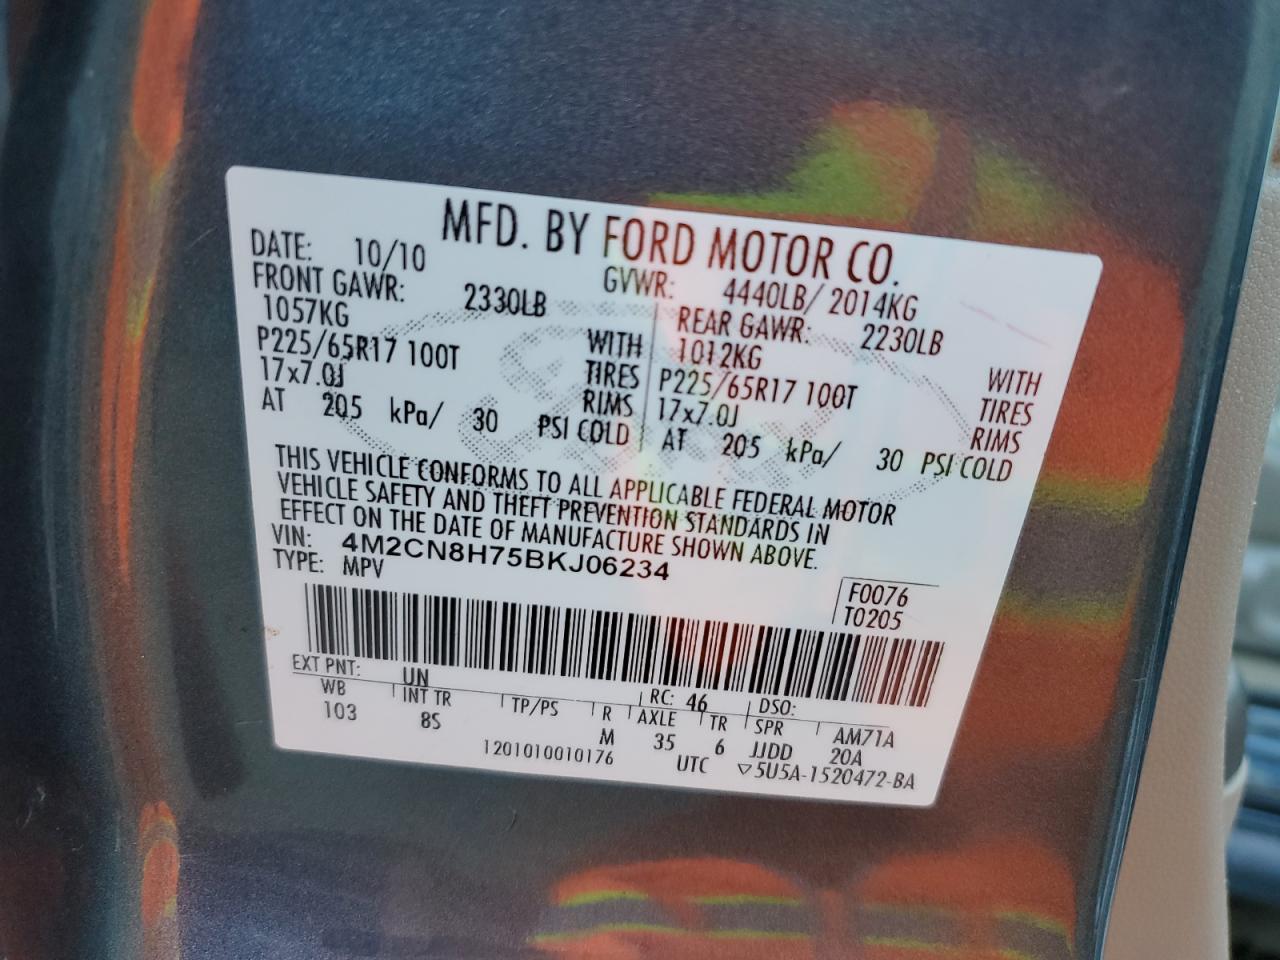 MFD. BY FORD MOTOR CO.
DATE: 10/10 GVWR: 4440LB/ 2014KG
FRONT GAWR: 2330LB REAR GAWR: 2230LB
1057KG WITH 1012KG WITH
P225/65R17 100T TIRES P225/65R17 100T TIRES
17x7.0J RIMS 17x7.0J RIMS
AT 205 kPa/ 30 PSI COLD AT 205 kPa/ 30 PSI COLD
THIS VEHICLE CONFORMS TO ALL APPLICABLE FEDERAL MOTOR
VEHICLE SAFETY AND THEFT PREVENTION STANDARDS IN
EFFECT ON THE DATE OF MANUFACTURE SHOWN ABOVE.
VIN: 4M2CN8H75BKJ06234
TYPE: MPV
F0076
T0205
EXT PNT: UN RC: 46 DSO:
WB INT TR TP/PS R AXLE TR SPR AM71A
103 8S M 35 6 JJDD 20A
1201010010176 UTC ▽5U5A-1520472-BA